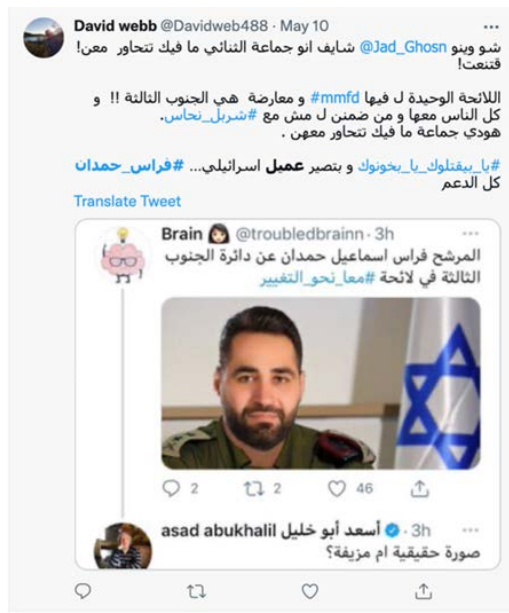 David webb @Davidweb488 · May 10
شو وينو @Jad_Ghosn شايف انو جماعة الثنائي ما فيك تتحاور معن!
قتنعت!
اللائحة الوحيدة ل فيها #mmfd و معارضة هي الجنوب الثالثة !! و
كل الناس معها و من ضمنن ل مش مع #شربل_نحاس.
هودي جماعة ما فيك تتحاور معهن .
#يا_بيقتلوك_يا_بخونوك و بتصير عميل اسرائيلي... #فراس_حمدان
كل الدعم
Translate Tweet
Brain @troubledbrainn · 3h
المرشح فراس اسماعيل حمدان عن دائرة الجنوب
الثالثة في لائحة #معا_نحو_التغيير
2 2 46
asad abukhalil أسعد أبو خليل · 3h
صورة حقيقية ام مزيفة؟